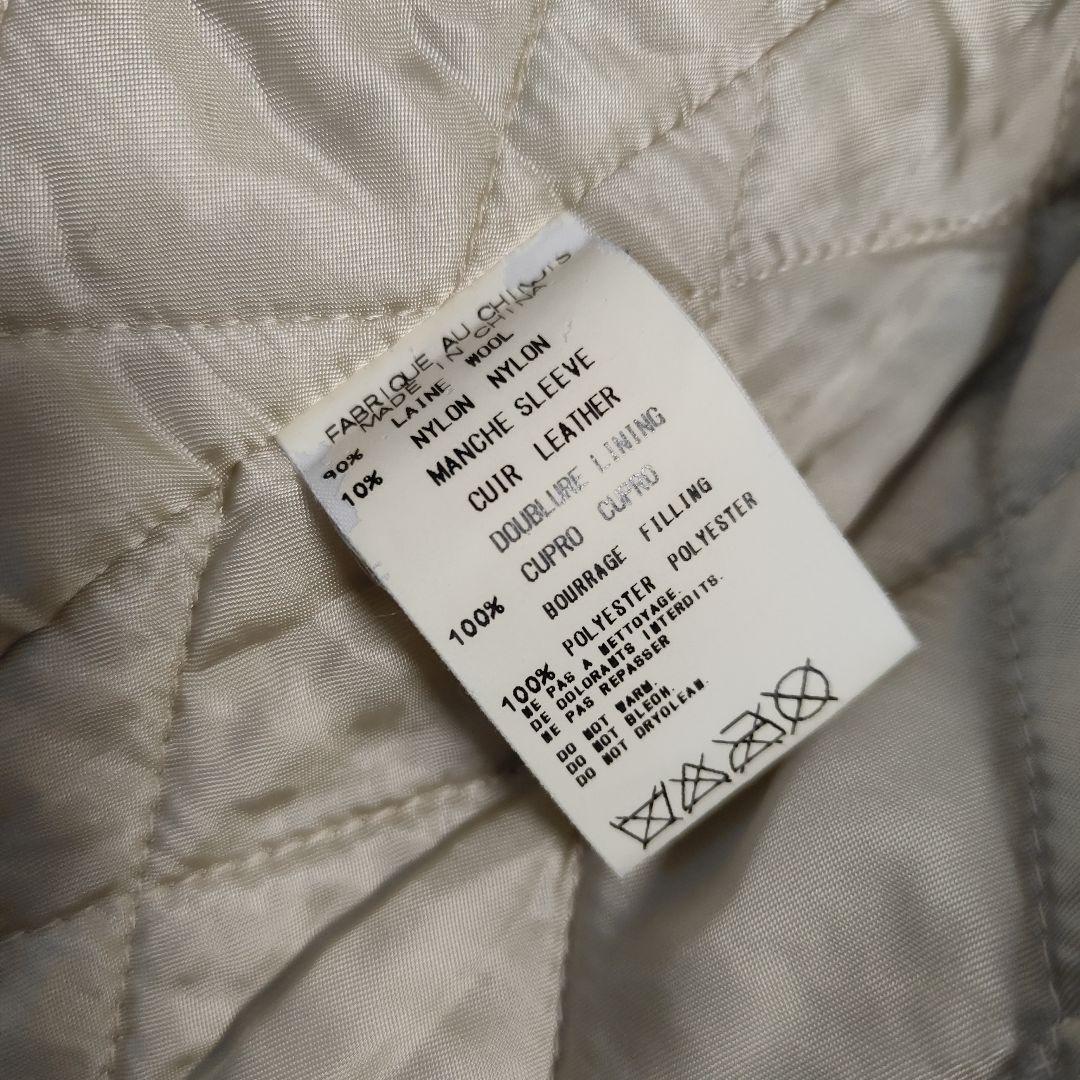 FABRIQUE AU CHINOIS
MADE IN CHINA
90% LAINE WOOL
10% NYLON NYLON
MANCHE SLEEVE
CUIR LEATHER
DOUBLURE LINING
100% CUPRO CUPRO
BOURRAGE FILLING
100% POLYESTER POLYESTER
NE PAS A NETTOYAGE.
DE DOLORANTS INTERDITS.
NE PAS REPASSER
DO NOT WARM.
DO NOT BLEOH.
DO NOT DRYOLEAN.